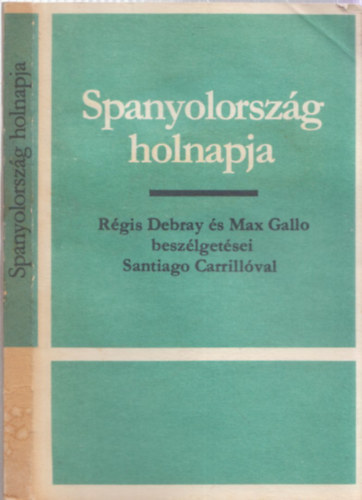 Spanyolország holnapja
Spanyolország
holnapja
Régis Debray és Max Gallo
beszélgetései
Santiago Carrillóval